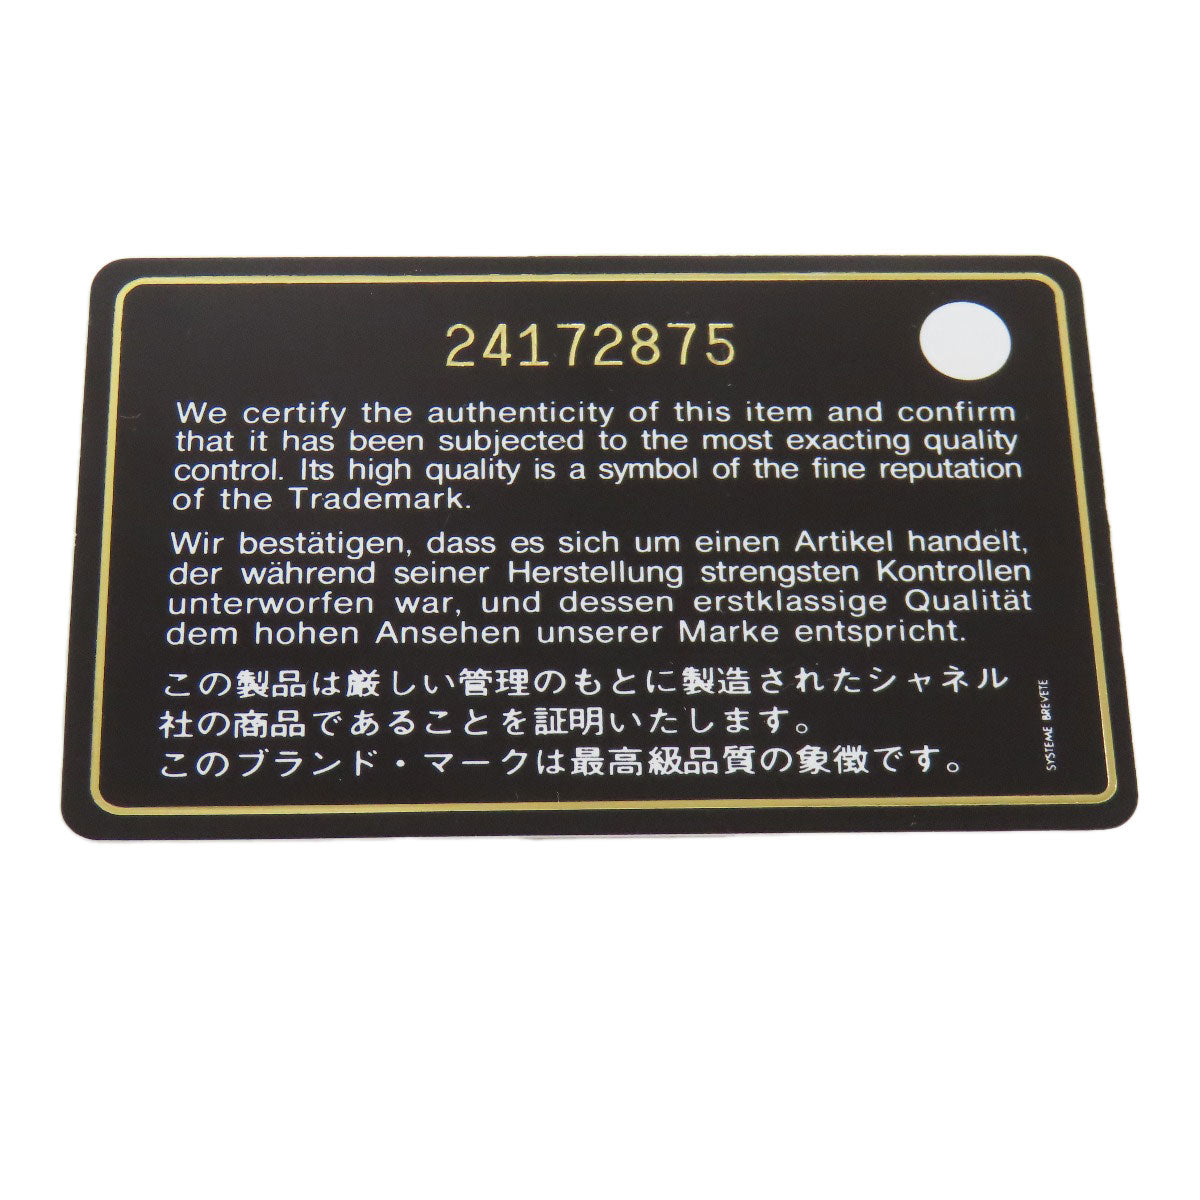 24172875
We certify the authenticity of this item and confirm
that it has been subjected to the most exacting quality
control. Its high quality is a symbol of the fine reputation
of the Trademark.
Wir bestätigen, dass es sich um einen Artikel handelt,
der während seiner Herstellung strengsten Kontrollen
unterworfen war, und dessen erstklassige Qualität
dem hohen Ansehen unserer Marke entspricht.
この製品は厳しい管理のもとに製造されたシャネル
社の商品であることを証明いたします。
このブランド・マークは最高級品質の象徴です。
SYSTEME BREVETE